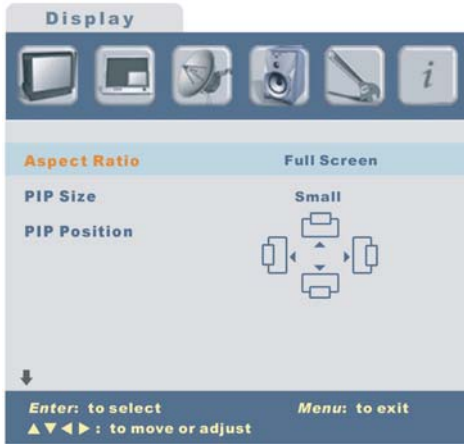 Display
i
Aspect Ratio Full Screen
PIP Size Small
PIP Position
Enter: to select Menu: to exit
▲▼◀▶: to move or adjust